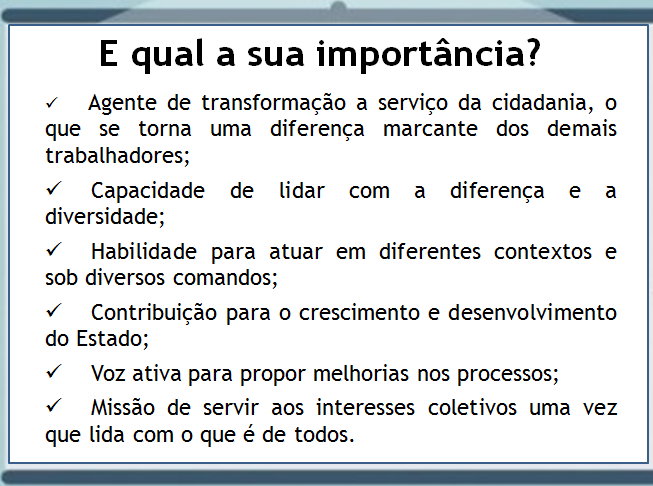 E qual a sua importância?
✓ Agente de transformação a serviço da cidadania, o
que se torna uma diferença marcante dos demais
trabalhadores;
✓ Capacidade de lidar com a diferença e a
diversidade;
✓ Habilidade para atuar em diferentes contextos e
sob diversos comandos;
✓ Contribuição para o crescimento e desenvolvimento
do Estado;
✓ Voz ativa para propor melhorias nos processos;
✓ Missão de servir aos interesses coletivos uma vez
que lida com o que é de todos.